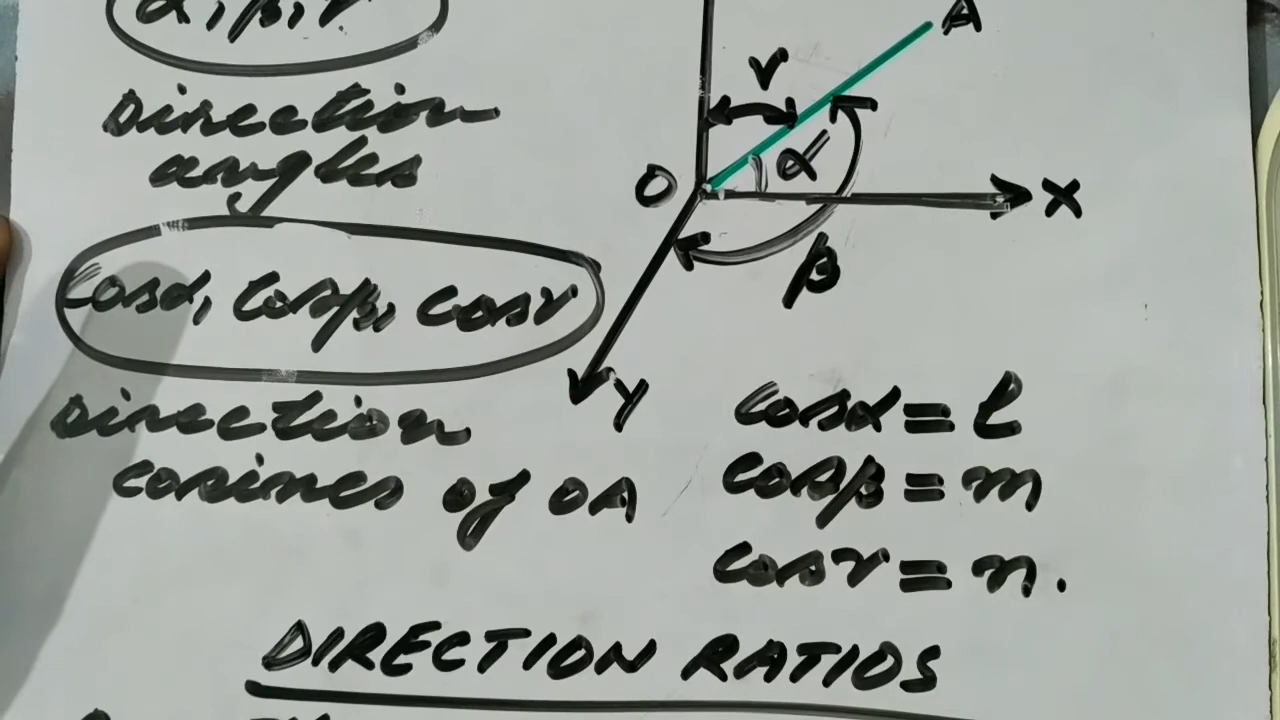 α, β, γ
Direction
angles
cosα, cosβ, cosγ
Direction
cosines of OA
A
γ
α
O
X
β
Y
cosα = l
cosβ = m
cosγ = n.
DIRECTION RATIOS